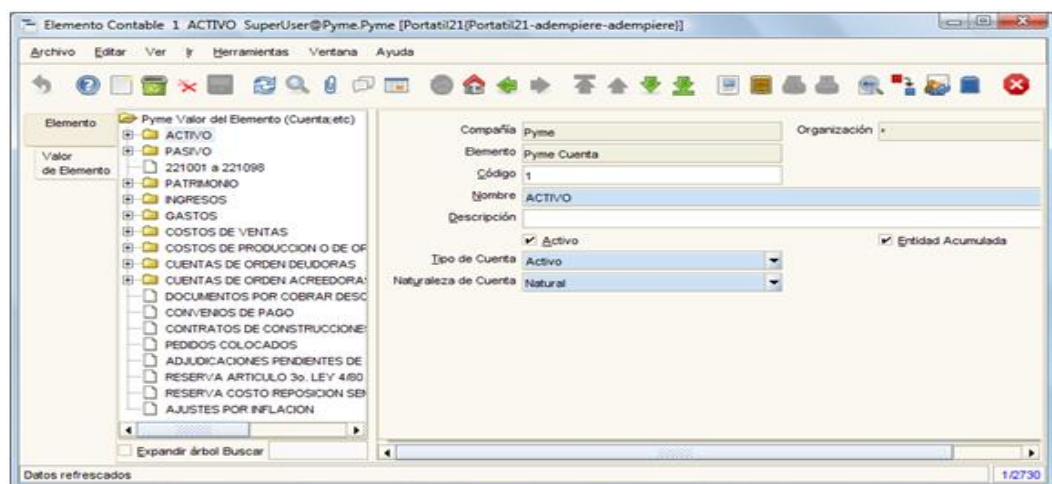 Elemento Contable 1 ACTIVO SuperUser@Pyme.Pyme [Portatil21{Portatil21-adempiere-adempiere}]
Archivo Editar Ver Ir Herramientas Ventana Ayuda
Elemento
Valor
de Elemento
Pyme Valor del Elemento (Cuenta;etc)
ACTIVO
PASIVO
221001 a 221098
PATRIMONIO
INGRESOS
GASTOS
COSTOS DE VENTAS
COSTOS DE PRODUCCION O DE OP
CUENTAS DE ORDEN DEUDORAS
CUENTAS DE ORDEN ACREEDORA
DOCUMENTOS POR COBRAR DESC
CONVENIOS DE PAGO
CONTRATOS DE CONSTRUCCIONE
PEDIDOS COLOCADOS
ADJUDICACIONES PENDIENTES DE
RESERVA ARTICULO 3o. LEY 4/80
RESERVA COSTO REPOSICION SEM
AJUSTES POR INFLACION
Expandir árbol Buscar
Compañía Pyme Organización *
Elemento Pyme Cuenta
Código 1
Nombre ACTIVO
Descripción
Activo Entidad Acumulada
Tipo de Cuenta Activo
Naturaleza de Cuenta Natural
Datos refrescados 1/2730